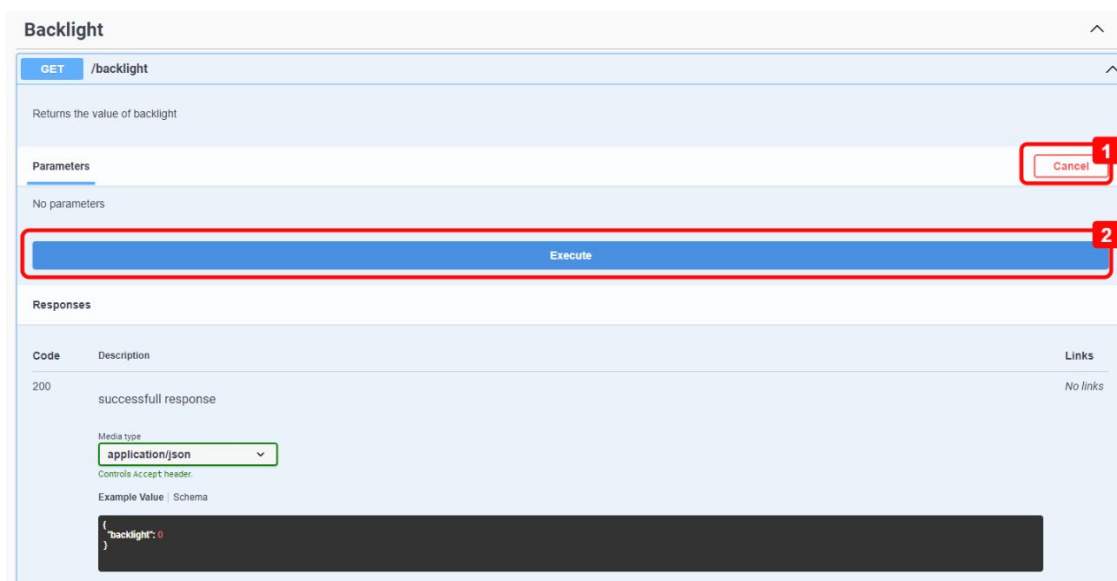 Backlight
GET /backlight
Returns the value of backlight
Parameters
Cancel
1
No parameters
2
Execute
Responses
Code Description Links
200 successfull response No links
Media type
application/json
Controls Accept header.
Example Value | Schema
{
"backlight": 0
}